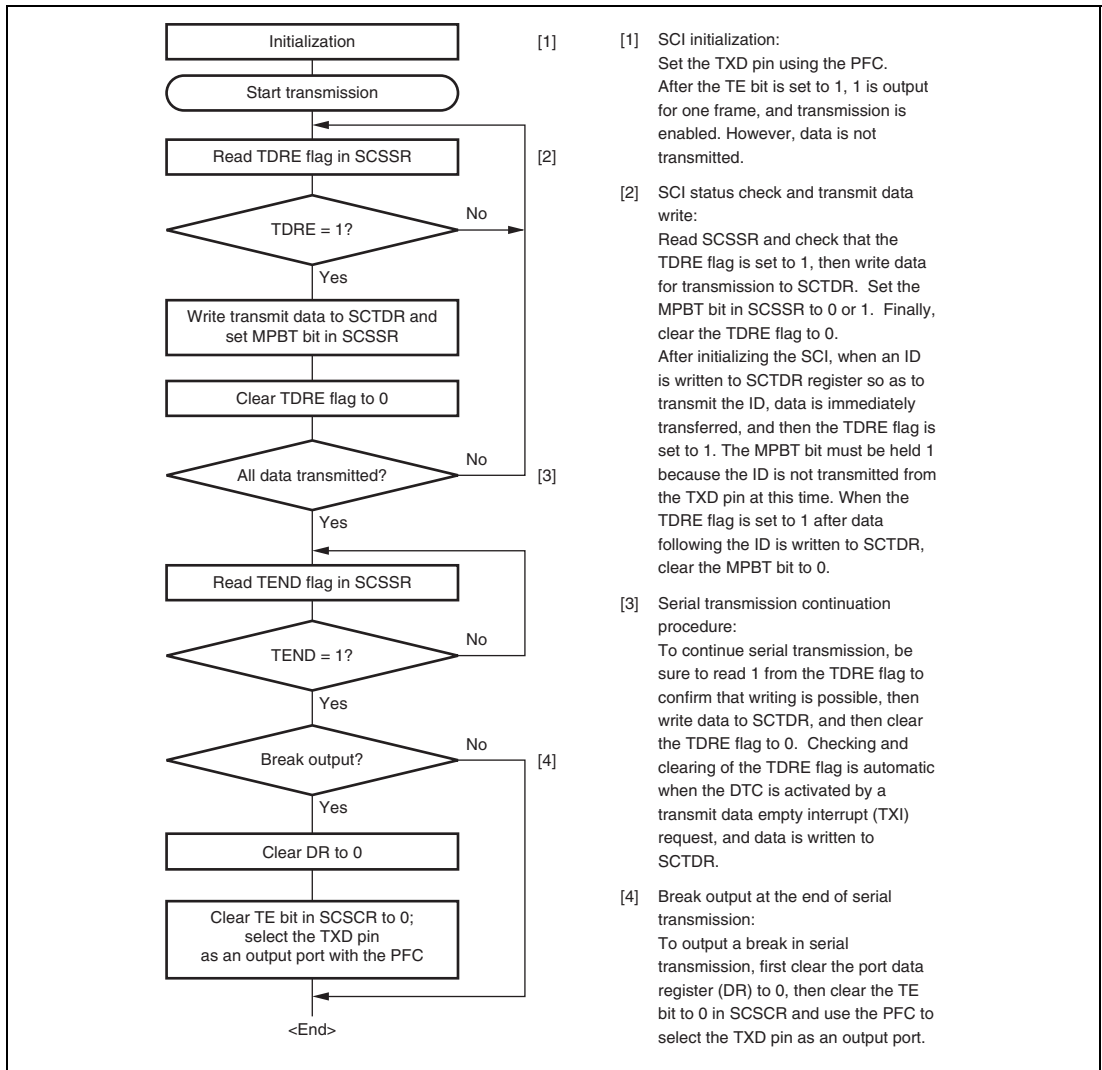 Initialization
[1]
Start transmission
Read TDRE flag in SCSSR
[2]
TDRE = 1?
No
Yes
Write transmit data to SCTDR and
set MPBT bit in SCSSR
Clear TDRE flag to 0
All data transmitted?
No
[3]
Yes
Read TEND flag in SCSSR
TEND = 1?
No
Yes
Break output?
No
[4]
Yes
Clear DR to 0
Clear TE bit in SCSCR to 0;
select the TXD pin
as an output port with the PFC
<End>
[1] SCI initialization:
Set the TXD pin using the PFC.
After the TE bit is set to 1, 1 is output
for one frame, and transmission is
enabled. However, data is not
transmitted.
[2] SCI status check and transmit data
write:
Read SCSSR and check that the
TDRE flag is set to 1, then write data
for transmission to SCTDR. Set the
MPBT bit in SCSSR to 0 or 1. Finally,
clear the TDRE flag to 0.
After initializing the SCI, when an ID
is written to SCTDR register so as to
transmit the ID, data is immediately
transferred, and then the TDRE flag is
set to 1. The MPBT bit must be held 1
because the ID is not transmitted from
the TXD pin at this time. When the
TDRE flag is set to 1 after data
following the ID is written to SCTDR,
clear the MPBT bit to 0.
[3] Serial transmission continuation
procedure:
To continue serial transmission, be
sure to read 1 from the TDRE flag to
confirm that writing is possible, then
write data to SCTDR, and then clear
the TDRE flag to 0. Checking and
clearing of the TDRE flag is automatic
when the DTC is activated by a
transmit data empty interrupt (TXI)
request, and data is written to
SCTDR.
[4] Break output at the end of serial
transmission:
To output a break in serial
transmission, first clear the port data
register (DR) to 0, then clear the TE
bit to 0 in SCSCR and use the PFC to
select the TXD pin as an output port.